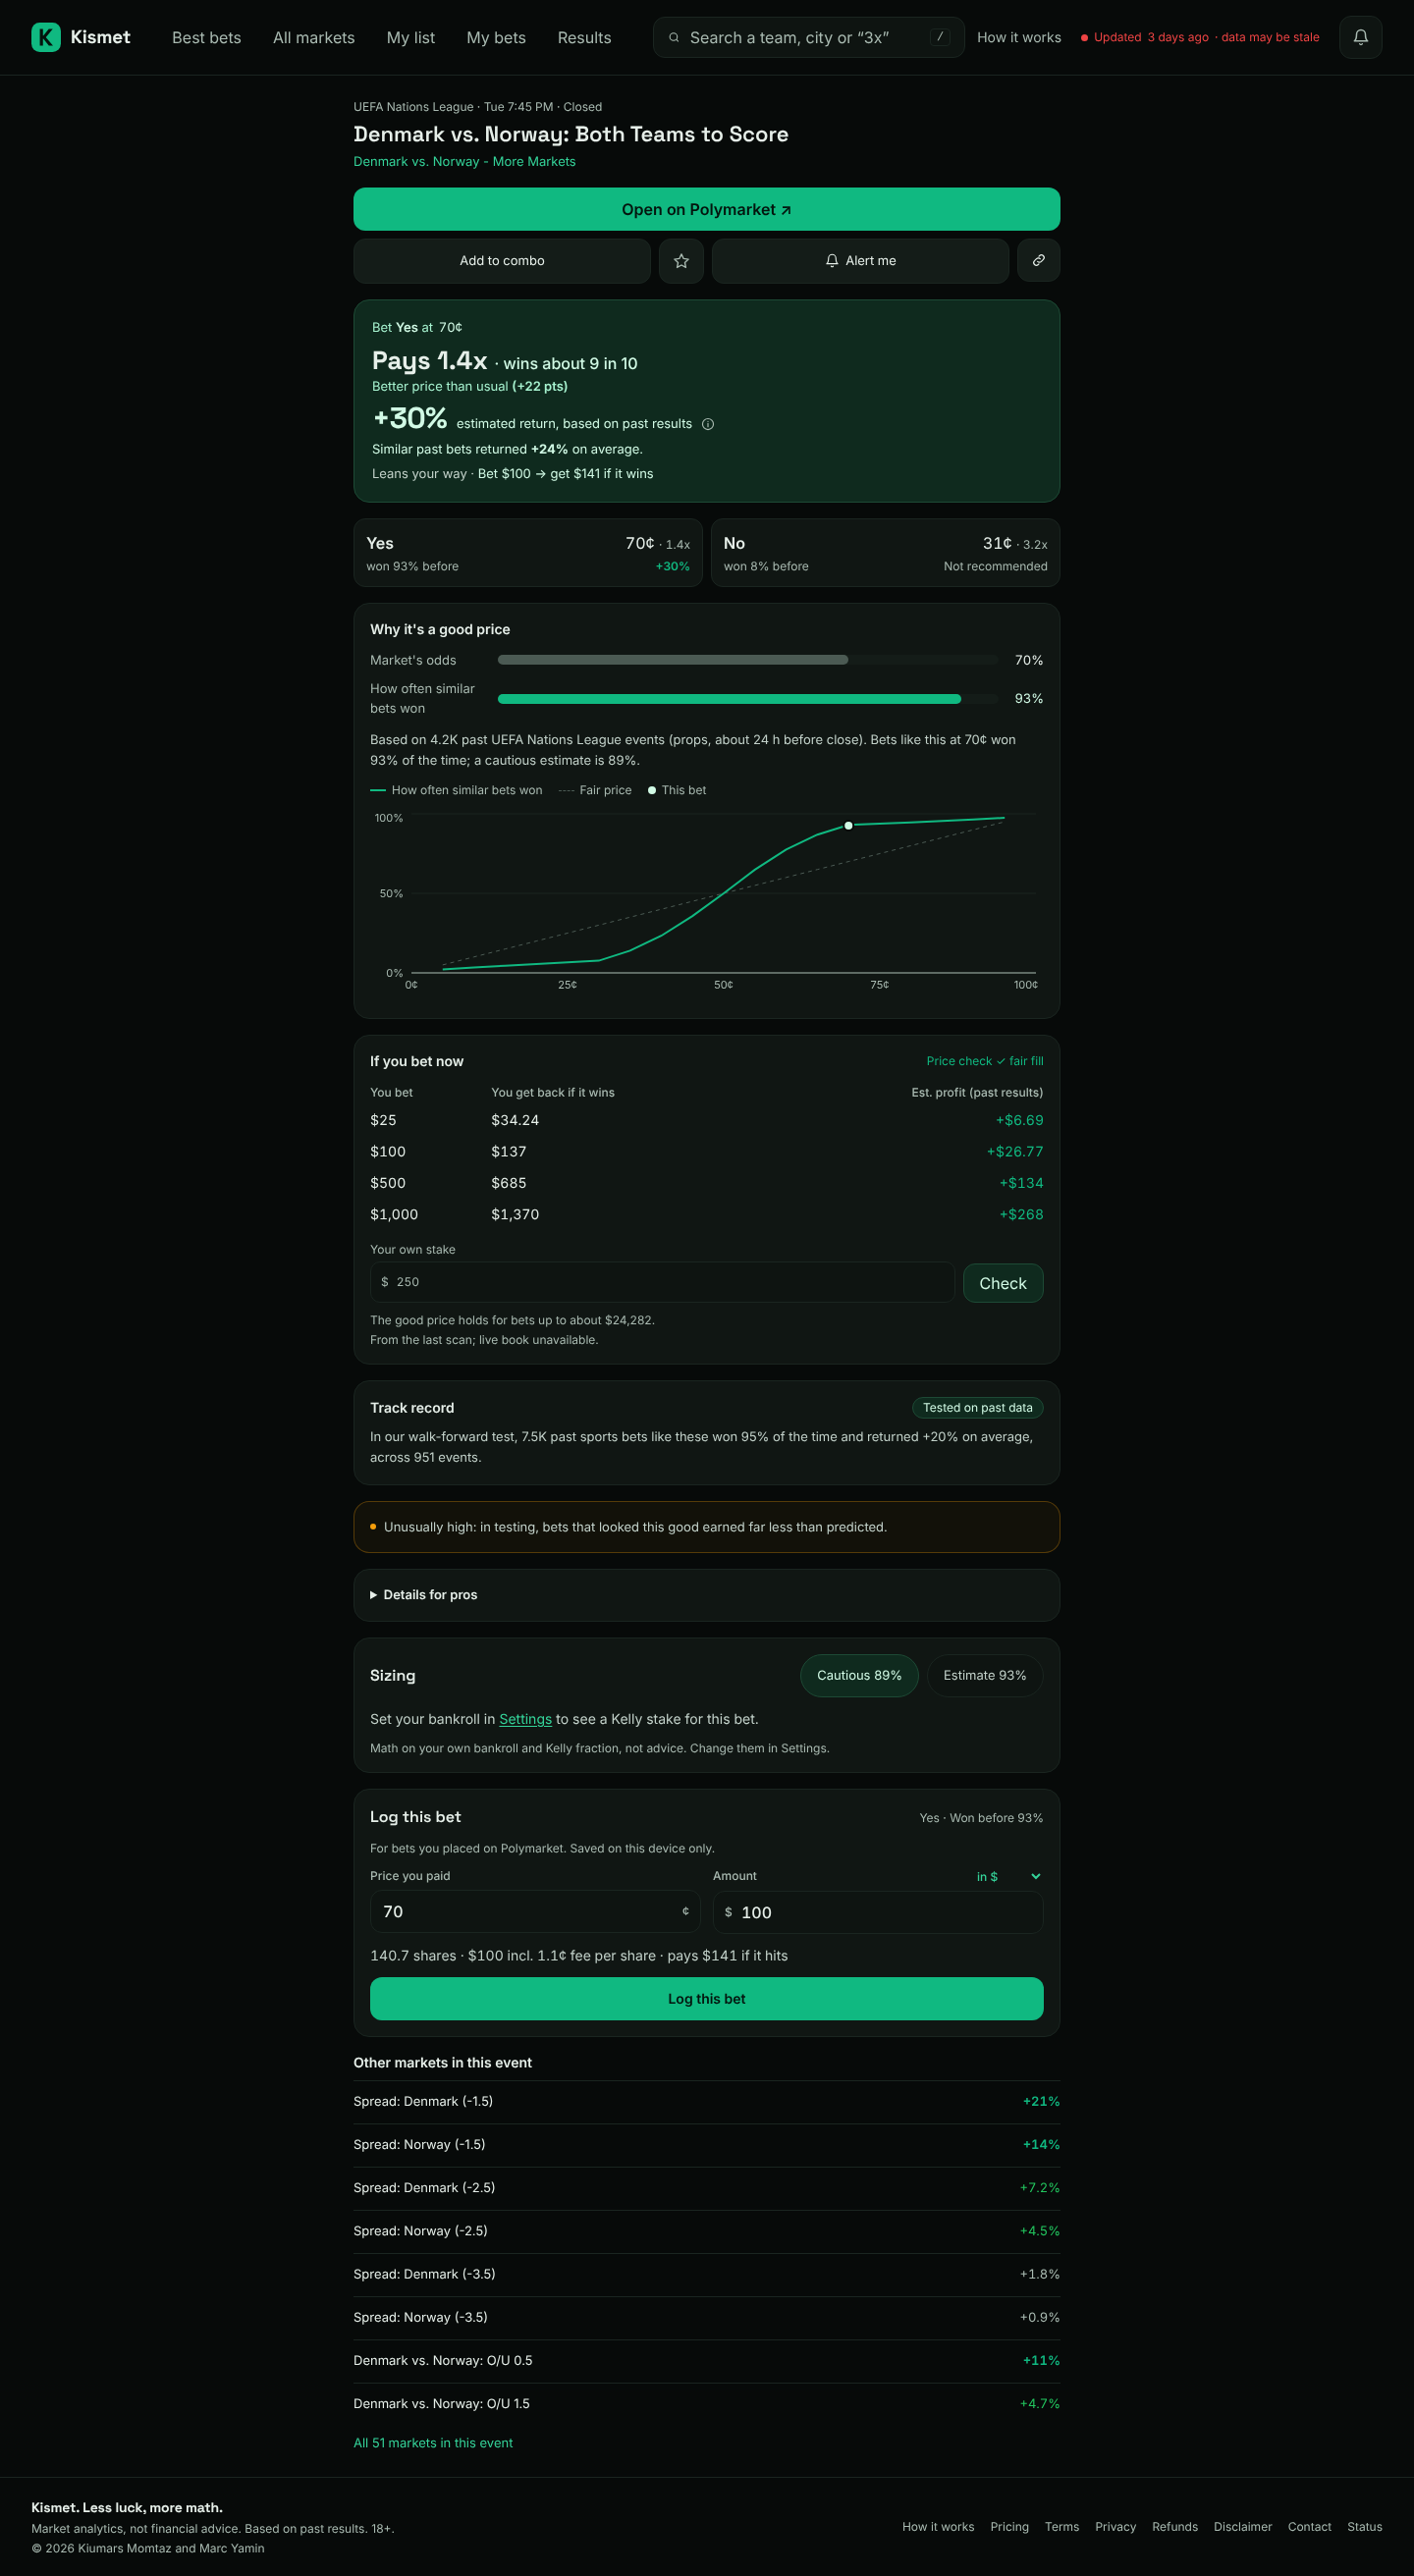 K Kismet
Best bets
All markets
My list
My bets
Results
Search a team, city or “3x”
/
How it works
Updated 3 days ago · data may be stale
UEFA Nations League · Tue 7:45 PM · Closed
Denmark vs. Norway: Both Teams to Score
Denmark vs. Norway - More Markets
Open on Polymarket ↗
Add to combo
Alert me
Bet Yes at 70¢
Pays 1.4x · wins about 9 in 10
Better price than usual (+22 pts)
+30% estimated return, based on past results
Similar past bets returned +24% on average.
Leans your way · Bet $100 → get $141 if it wins
Yes
70¢ · 1.4x
won 93% before
+30%
No
31¢ · 3.2x
won 8% before
Not recommended
Why it's a good price
Market's odds
70%
How often similar
bets won
93%
Based on 4.2K past UEFA Nations League events (props, about 24 h before close). Bets like this at 70¢ won
93% of the time; a cautious estimate is 89%.
How often similar bets won
Fair price
This bet
100%
50%
0%
0¢
25¢
50¢
75¢
100¢
If you bet now
Price check ✓ fair fill
You bet
You get back if it wins
Est. profit (past results)
$25
$34.24
+$6.69
$100
$137
+$26.77
$500
$685
+$134
$1,000
$1,370
+$268
Your own stake
$ 250
Check
The good price holds for bets up to about $24,282.
From the last scan; live book unavailable.
Track record
Tested on past data
In our walk-forward test, 7.5K past sports bets like these won 95% of the time and returned +20% on average,
across 951 events.
Unusually high: in testing, bets that looked this good earned far less than predicted.
Details for pros
Sizing
Cautious 89%
Estimate 93%
Set your bankroll in Settings to see a Kelly stake for this bet.
Math on your own bankroll and Kelly fraction, not advice. Change them in Settings.
Log this bet
Yes · Won before 93%
For bets you placed on Polymarket. Saved on this device only.
Price you paid
Amount
in $
70
¢
$ 100
140.7 shares · $100 incl. 1.1¢ fee per share · pays $141 if it hits
Log this bet
Other markets in this event
Spread: Denmark (-1.5)
+21%
Spread: Norway (-1.5)
+14%
Spread: Denmark (-2.5)
+7.2%
Spread: Norway (-2.5)
+4.5%
Spread: Denmark (-3.5)
+1.8%
Spread: Norway (-3.5)
+0.9%
Denmark vs. Norway: O/U 0.5
+11%
Denmark vs. Norway: O/U 1.5
+4.7%
All 51 markets in this event
Kismet. Less luck, more math.
Market analytics, not financial advice. Based on past results. 18+.
© 2026 Kiumars Momtaz and Marc Yamin
How it works
Pricing
Terms
Privacy
Refunds
Disclaimer
Contact
Status